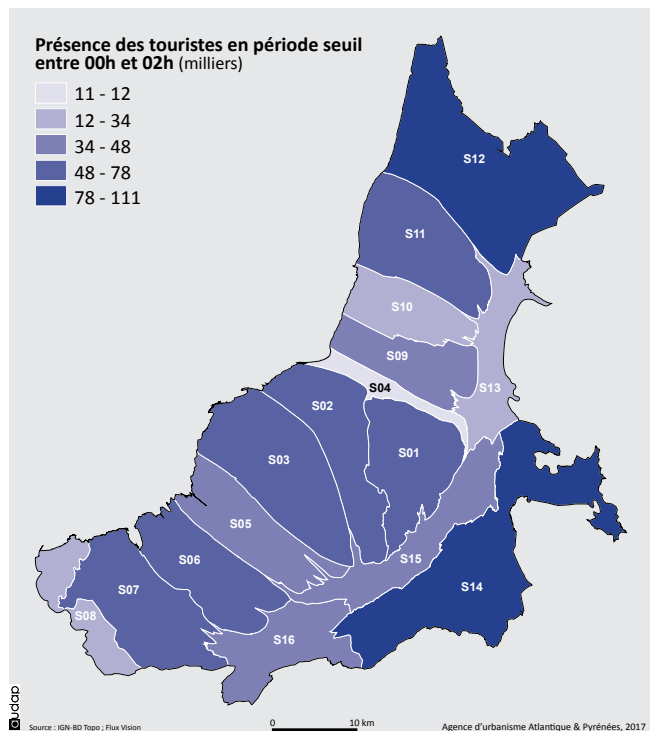 Présence des touristes en période seuil
entre 00h et 02h (milliers)
11 - 12
12 - 34
34 - 48
48 - 78
78 - 111
S12
S11
S10
S09
S13
S04
S02
S01
S03
S05
S15
S06
S14
S07
S08
S16
audap
Source : IGN-BD Topo ; Flux Vision
0 10 km
Agence d'urbanisme Atlantique & Pyrénées, 2017